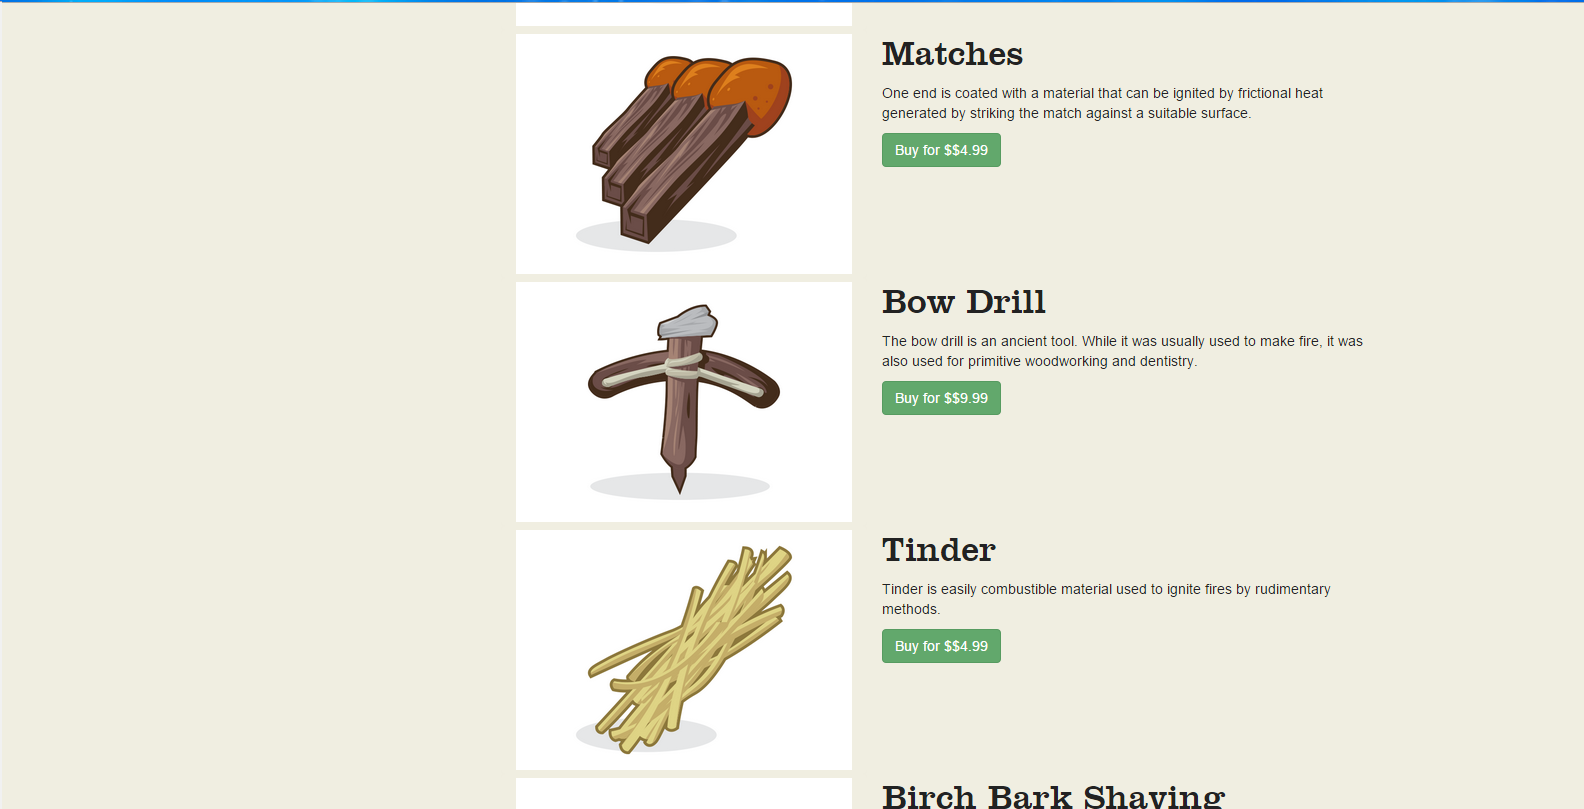 Matches
One end is coated with a material that can be ignited by frictional heat
generated by striking the match against a suitable surface.
Buy for $$4.99
Bow Drill
The bow drill is an ancient tool. While it was usually used to make fire, it was
also used for primitive woodworking and dentistry.
Buy for $$9.99
Tinder
Tinder is easily combustible material used to ignite fires by rudimentary
methods.
Buy for $$4.99
Birch Bark Shaving